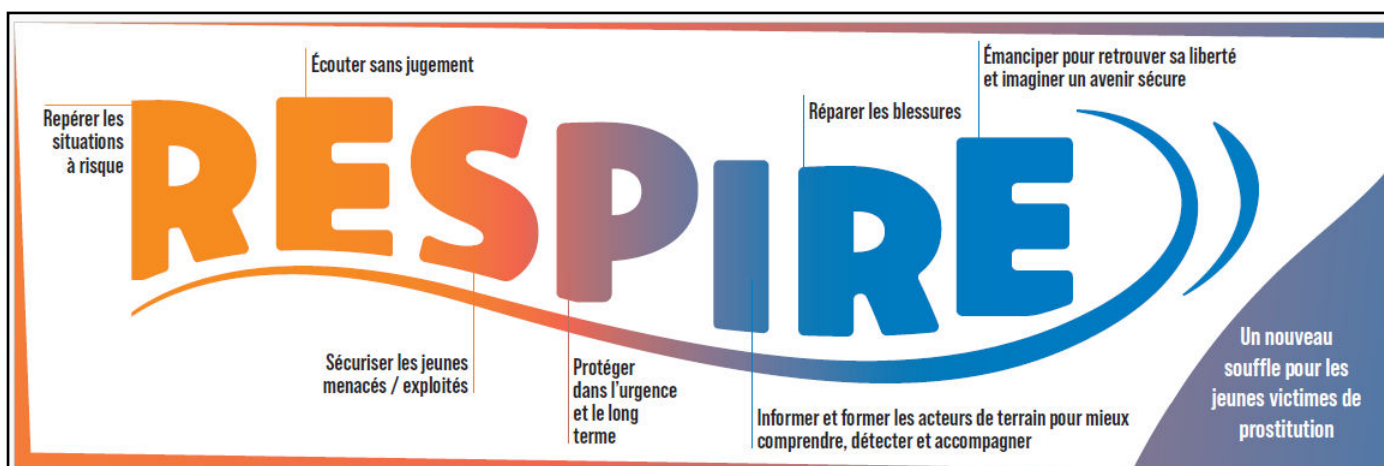 Écouter sans jugement
Émanciper pour retrouver sa liberté
et imaginer un avenir sécure
Repérer les
situations
à risque
Réparer les blessures
RESPIRE
Sécuriser les jeunes
menacés / exploités
Protéger
dans l’urgence
et le long
terme
Informer et former les acteurs de terrain pour mieux
comprendre, détecter et accompagner
Un nouveau
souffle pour les
jeunes victimes de
prostitution